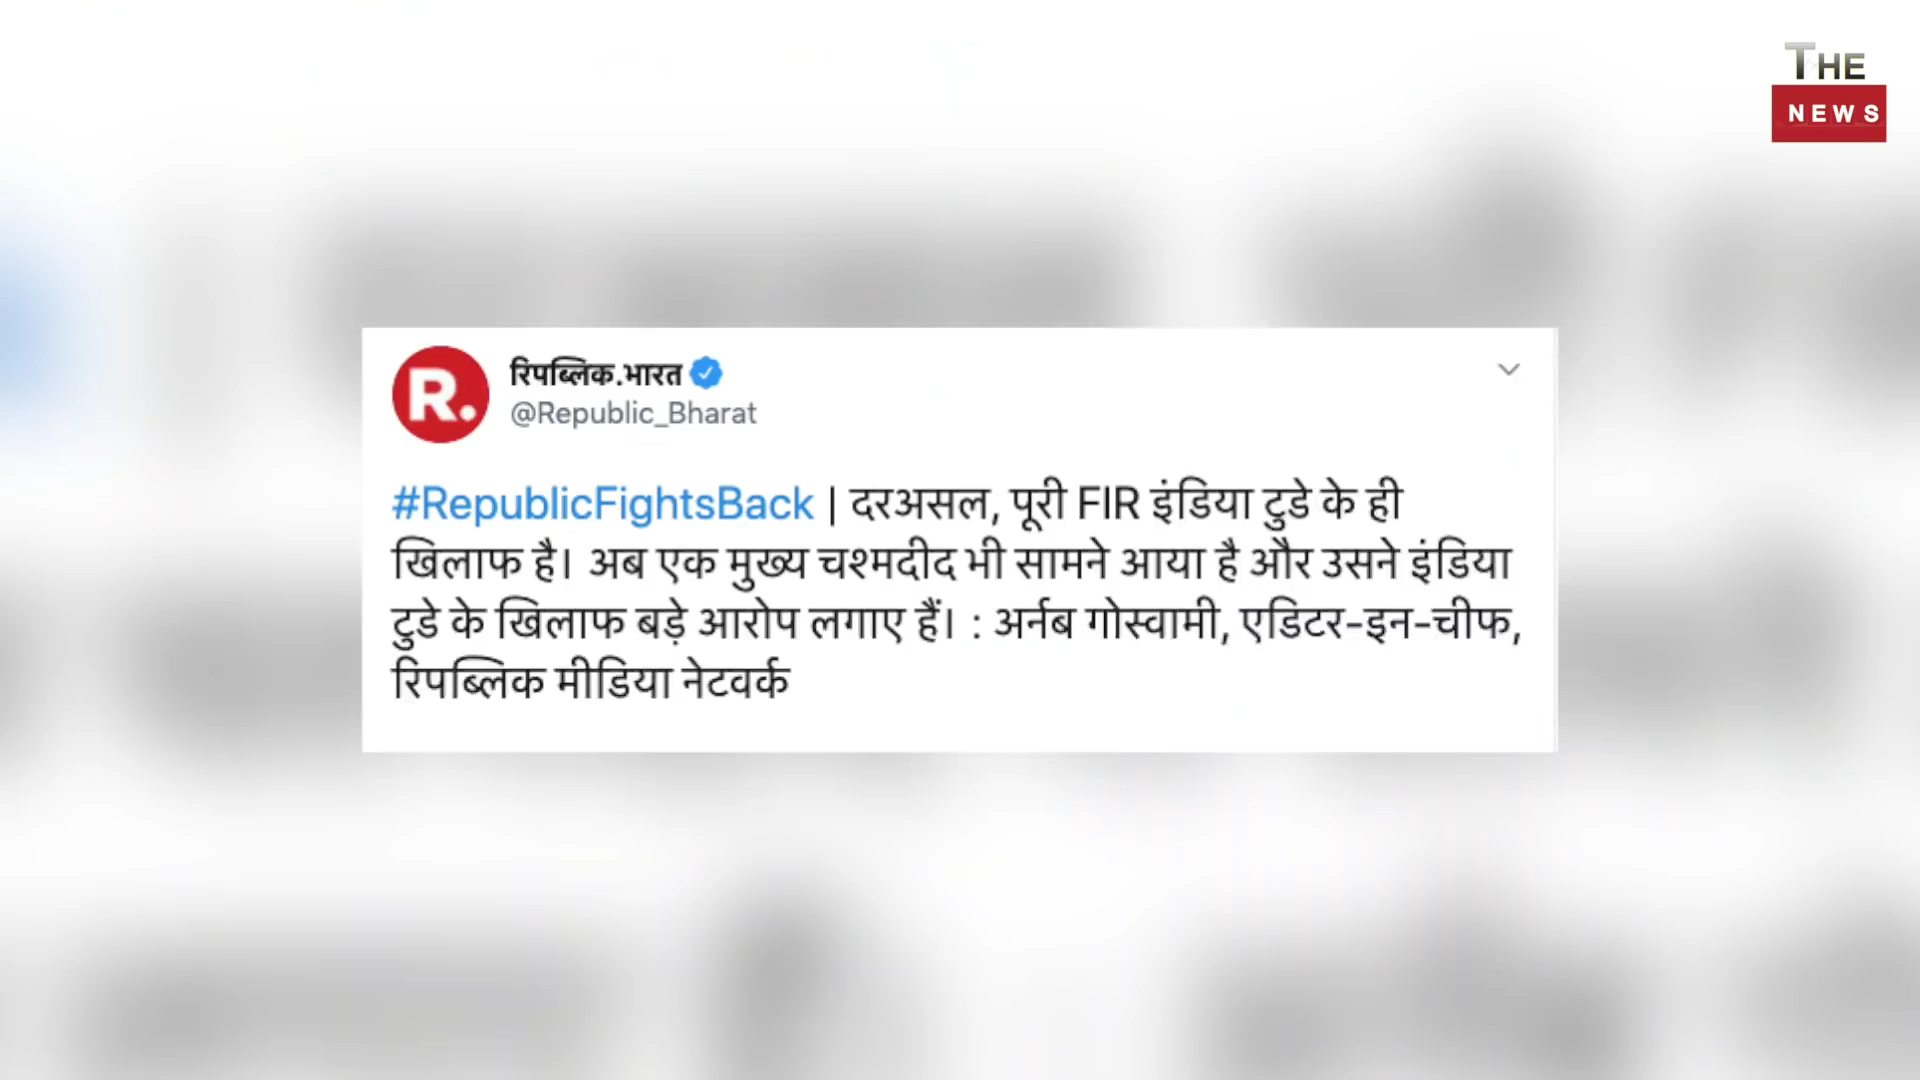 THE
NEWS
R.
रिपब्लिक.भारत
@Republic_Bharat
#RepublicFightsBack | दरअसल, पूरी FIR इंडिया टुडे के ही
खिलाफ है। अब एक मुख्य चश्मदीद भी सामने आया है और उसने इंडिया
टुडे के खिलाफ बड़े आरोप लगाए हैं। : अर्नब गोस्वामी, एडिटर-इन-चीफ,
रिपब्लिक मीडिया नेटवर्क